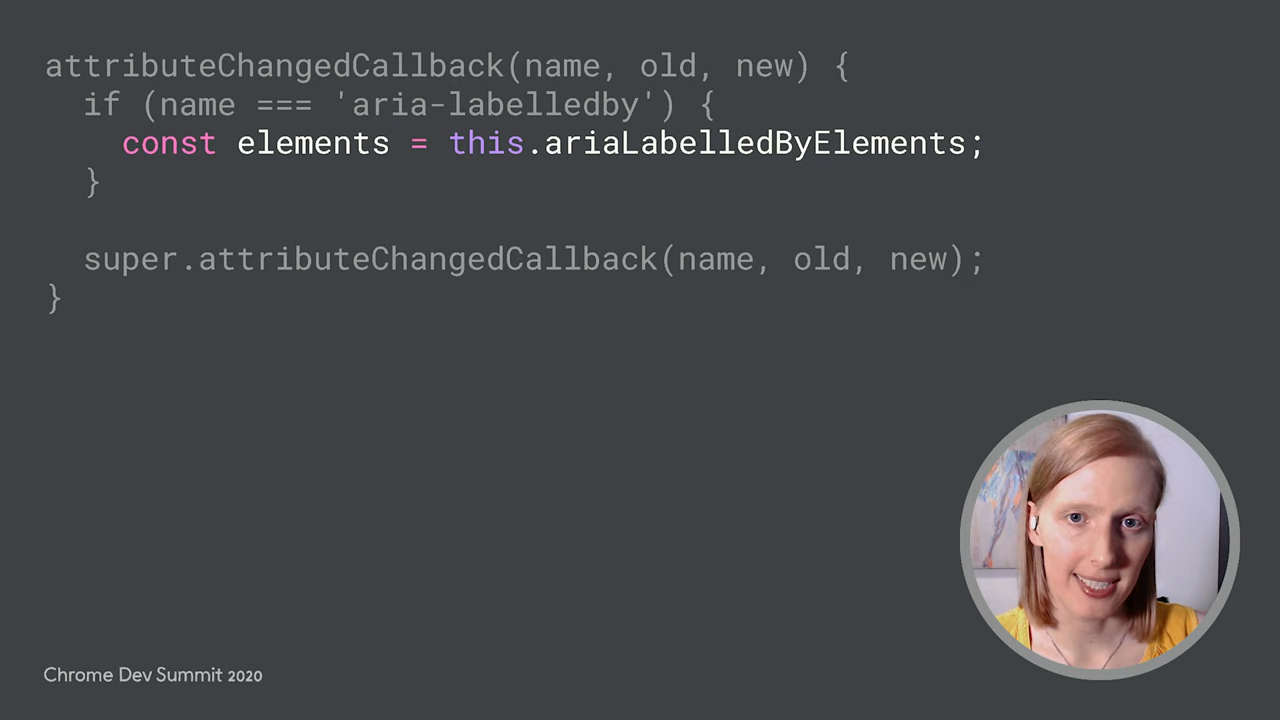 attributeChangedCallback(name, old, new) {
if (name === 'aria-labelledby') {
const elements = this.ariaLabelledByElements;
}
super.attributeChangedCallback(name, old, new);
}
Chrome Dev Summit 2020